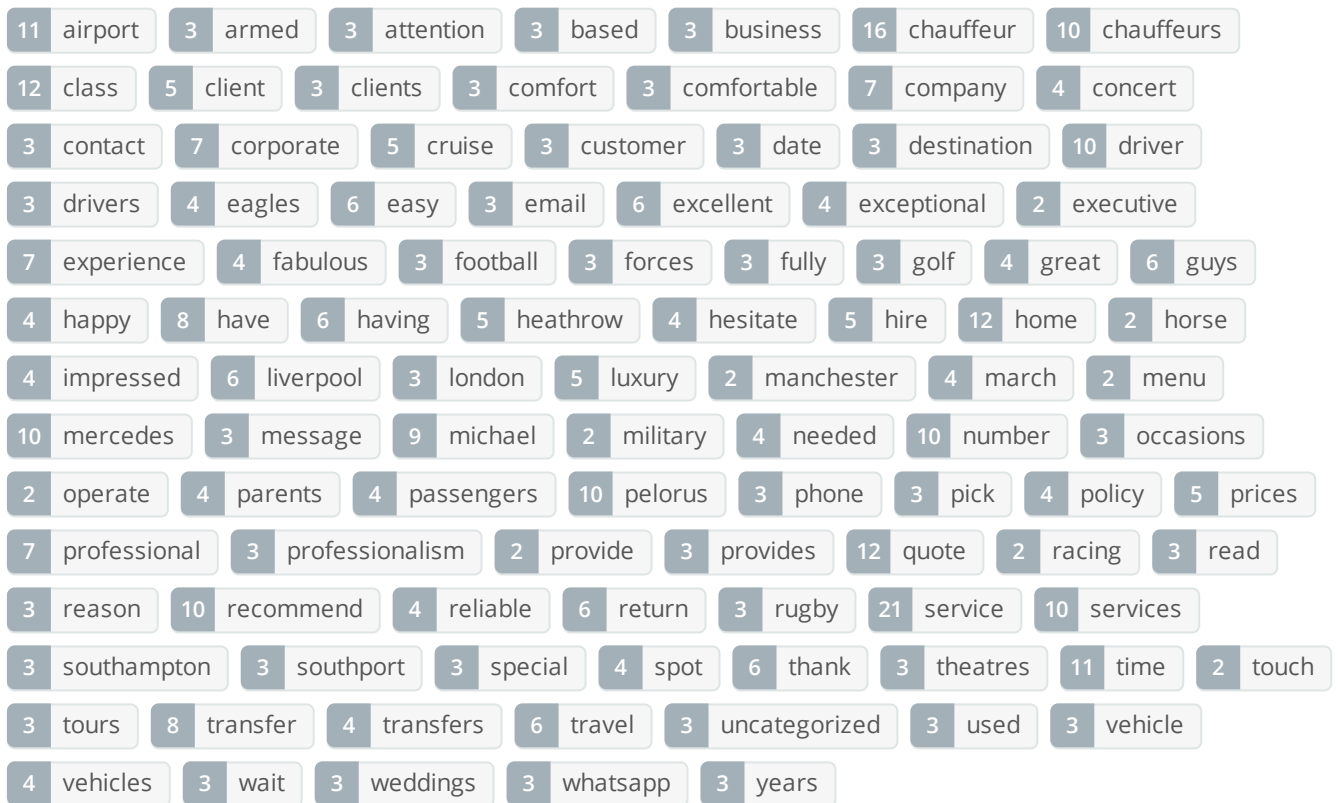 11 airport 3 armed 3 attention 3 based 3 business 16 chauffeur 10 chauffeurs
12 class 5 client 3 clients 3 comfort 3 comfortable 7 company 4 concert
3 contact 7 corporate 5 cruise 3 customer 3 date 3 destination 10 driver
3 drivers 4 eagles 6 easy 3 email 6 excellent 4 exceptional 2 executive
7 experience 4 fabulous 3 football 3 forces 3 fully 3 golf 4 great 6 guys
4 happy 8 have 6 having 5 heathrow 4 hesitate 5 hire 12 home 2 horse
4 impressed 6 liverpool 3 london 5 luxury 2 manchester 4 march 2 menu
10 mercedes 3 message 9 michael 2 military 4 needed 10 number 3 occasions
2 operate 4 parents 4 passengers 10 pelorus 3 phone 3 pick 4 policy 5 prices
7 professional 3 professionalism 2 provide 3 provides 12 quote 2 racing 3 read
3 reason 10 recommend 4 reliable 6 return 3 rugby 21 service 10 services
3 southampton 3 southport 3 special 4 spot 6 thank 3 theatres 11 time 2 touch
3 tours 8 transfer 4 transfers 6 travel 3 uncategorized 3 used 3 vehicle
4 vehicles 3 wait 3 weddings 3 whatsapp 3 years